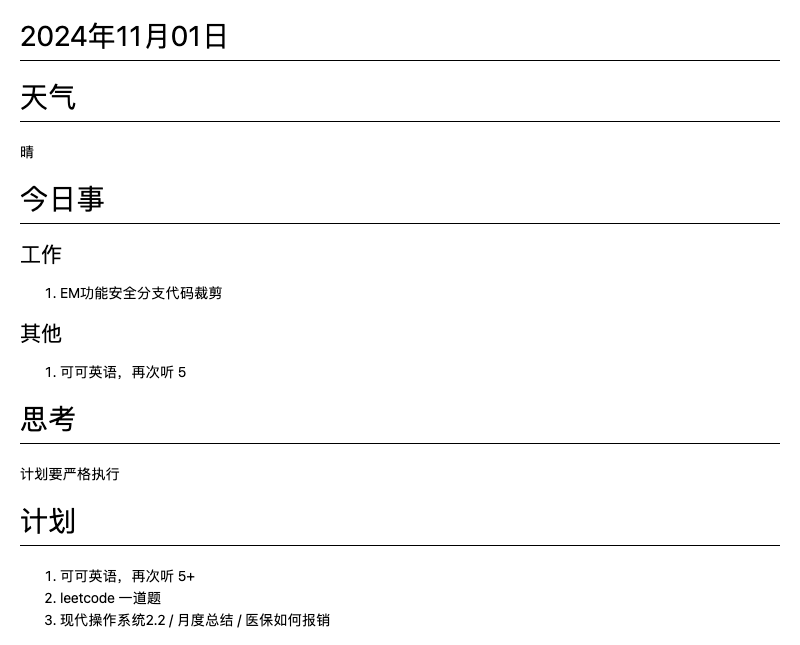 2024年11月01日
天气
晴
今日事
工作
1. EM功能安全分支代码裁剪
其他
1. 可可英语，再次听 5
思考
计划要严格执行
计划
1. 可可英语，再次听 5+
2. leetcode 一道题
3. 现代操作系统2.2 / 月度总结 / 医保如何报销